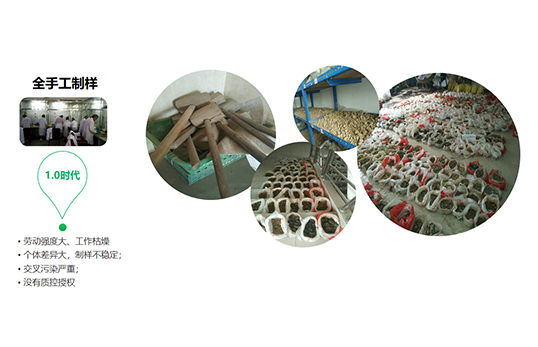 全手工制样
1.0时代
• 劳动强度大、工作枯燥
• 个体差异大，制样不稳定；
• 交叉污染严重；
• 没有质控授权